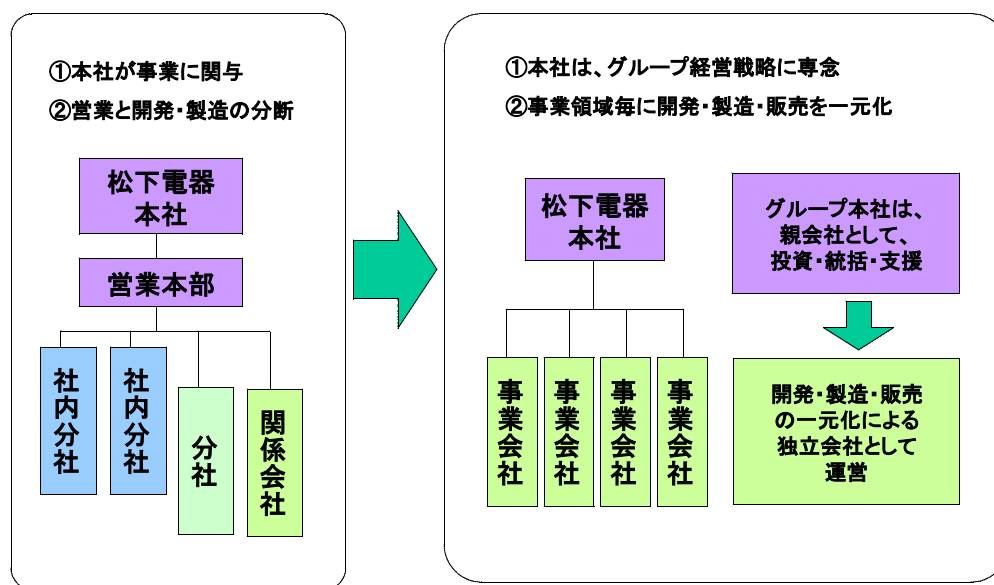 ①本社が事業に関与
②営業と開発・製造の分断
松下電器
本社
営業本部
社内分社
社内分社
分社
関係会社
①本社は、グループ経営戦略に専念
②事業領域毎に開発・製造・販売を一元化
松下電器
本社
事業会社
事業会社
事業会社
事業会社
グループ本社は、
親会社として、
投資・統括・支援
開発・製造・販売
の一元化による
独立会社として
運営